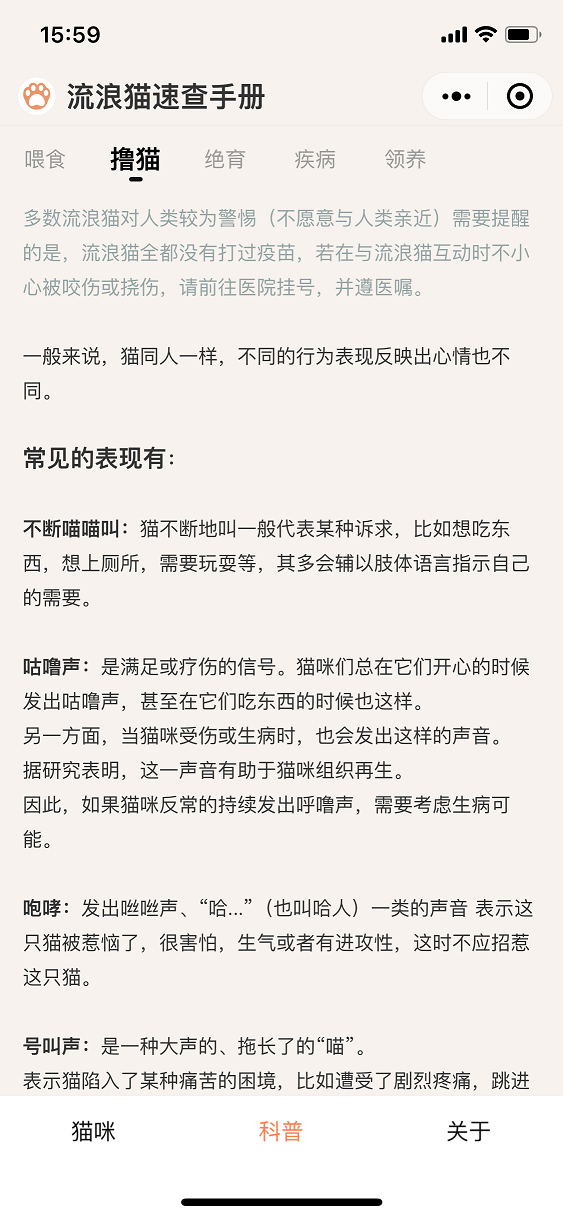 15:59
流浪猫速查手册
喂食 撸猫 绝育 疾病 领养
多数流浪猫对人类较为警惕（不愿意与人类亲近）需要提醒
的是，流浪猫全都没有打过疫苗，若在与流浪猫互动时不小
心被咬伤或挠伤，请前往医院挂号，并遵医嘱。
一般来说，猫同人一样，不同的行为表现反映出心情也不
同。
常见的表现有：
不断喵喵叫：猫不断地叫一般代表某种诉求，比如想吃东
西，想上厕所，需要玩耍等，其多会辅以肢体语言指示自己
的需要。
咕噜声：是满足或疗伤的信号。猫咪们总在它们开心的时候
发出咕噜声，甚至在它们吃东西的时候也这样。
另一方面，当猫咪受伤或生病时，也会发出这样的声音。
据研究表明，这一声音有助于猫咪组织再生。
因此，如果猫咪反常的持续发出呼噜声，需要考虑生病可
能。
咆哮：发出咝咝声、“哈...”（也叫哈人）一类的声音 表示这
只猫被惹恼了，很害怕，生气或者有进攻性，这时不应招惹
这只猫。
号叫声：是一种大声的、拖长了的“喵”。
表示猫陷入了某种痛苦的困境，比如遭受了剧烈疼痛，跳进
猫咪 科普 关于